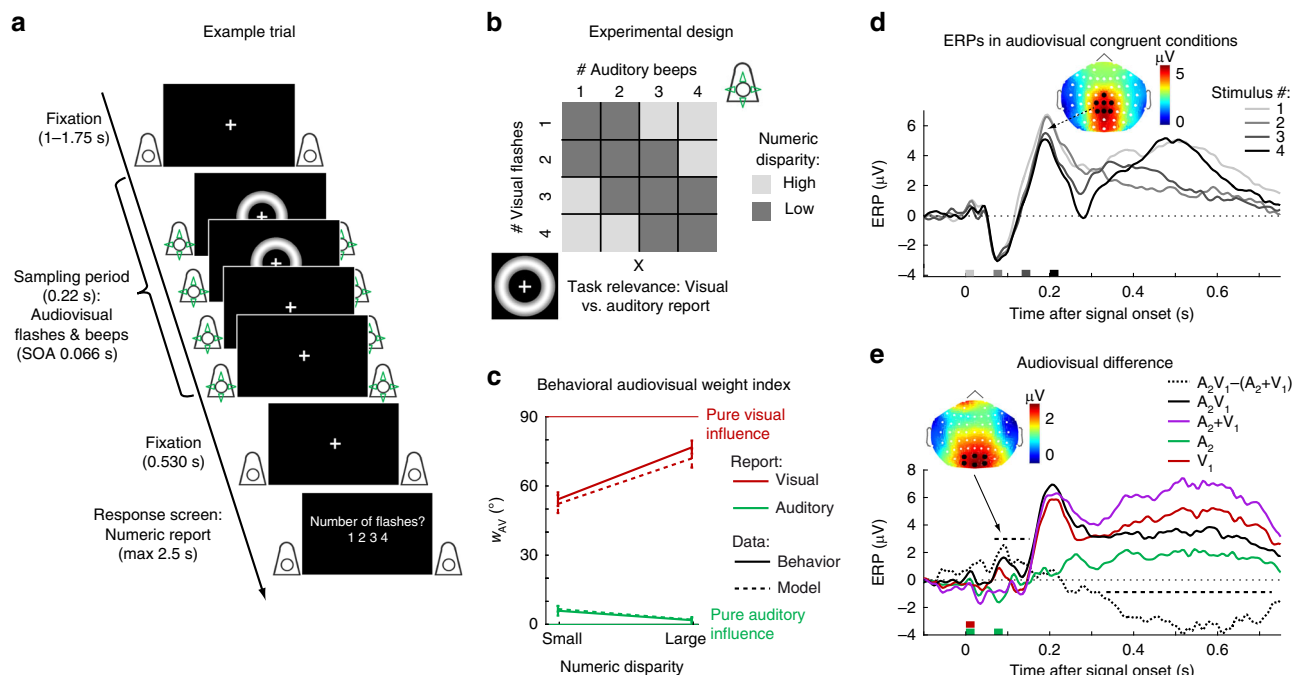 a
Example trial
Fixation
(1–1.75 s)
Sampling period
(0.22 s):
Audiovisual
flashes & beeps
(SOA 0.066 s)
Fixation
(0.530 s)
Response screen:
Numeric report
(max 2.5 s)
Number of flashes?
1 2 3 4
b
Experimental design
# Auditory beeps
1 2 3 4
# Visual flashes
1
2
3
4
Numeric
disparity:
High
Low
X
Task relevance: Visual
vs. auditory report
c
Behavioral audiovisual weight index
90
60
30
0
wAV (°)
Pure visual
influence
Report:
Visual
Auditory
Data:
Behavior
Model
Pure auditory
influence
Small Large
Numeric disparity
d
ERPs in audiovisual congruent conditions
µV
5
0
Stimulus #:
1
2
3
4
6
4
2
0
−2
−4
ERP (µV)
0 0.2 0.4 0.6
Time after signal onset (s)
e
Audiovisual difference
µV
2
0
A2V1−(A2+V1)
A2V1
A2+V1
A2
V1
8
6
4
2
0
−2
−4
ERP (µV)
0 0.2 0.4 0.6
Time after signal onset (s)